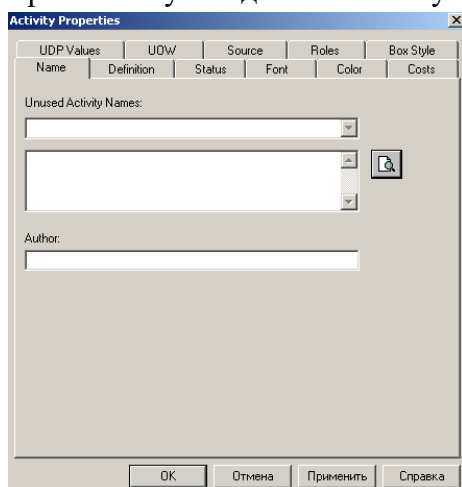 Activity Properties
UDP Values UOW Source Roles Box Style
Name Definition Status Font Color Costs
Unused Activity Names:
Author:
OK Отмена Применить Справка